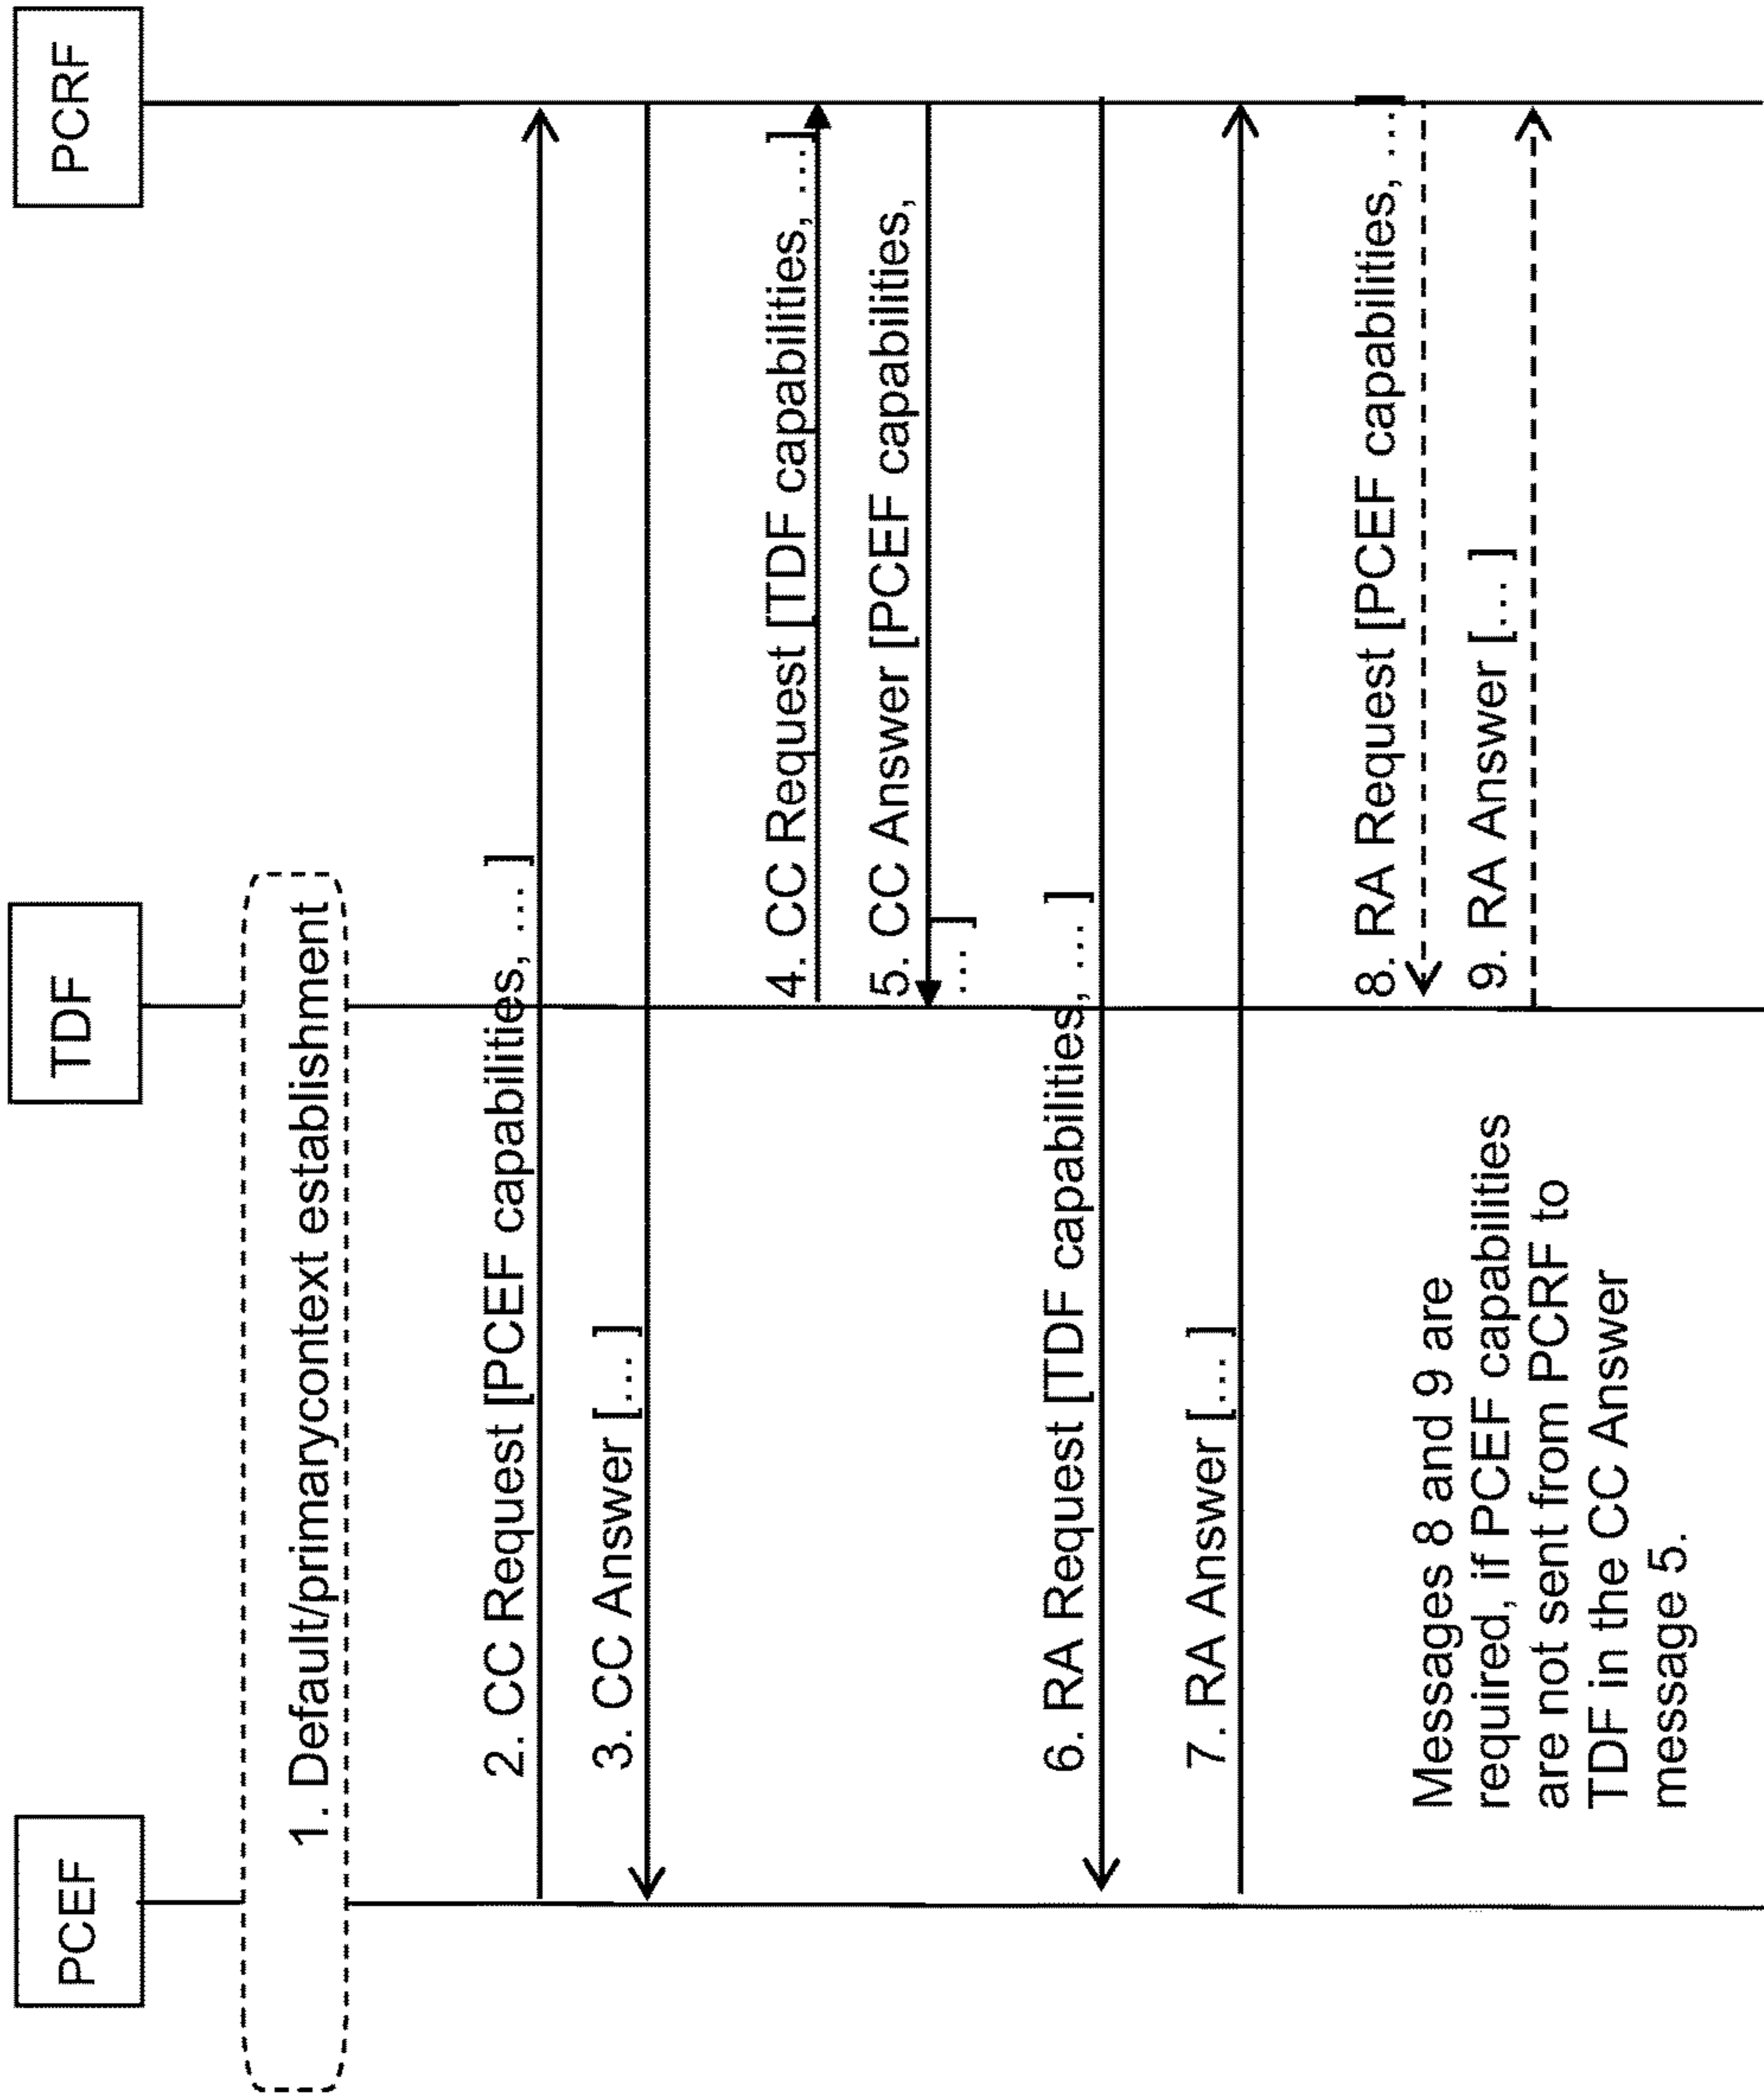 PCEF
TDF
PCRF
1. Default/primarycontext establishment
2. CC Request [PCEF capabilities, … ]
3. CC Answer [… ]
4. CC Request [TDF capabilities, …]
5. CC Answer [PCEF capabilities,
… ]
6. RA Request [TDF capabilities, … ]
7. RA Answer [… ]
8. RA Request [PCEF capabilities, … ]
9. RA Answer [… ]
Messages 8 and 9 are
required, if PCEF capabilities
are not sent from PCRF to
TDF in the CC Answer
message 5.